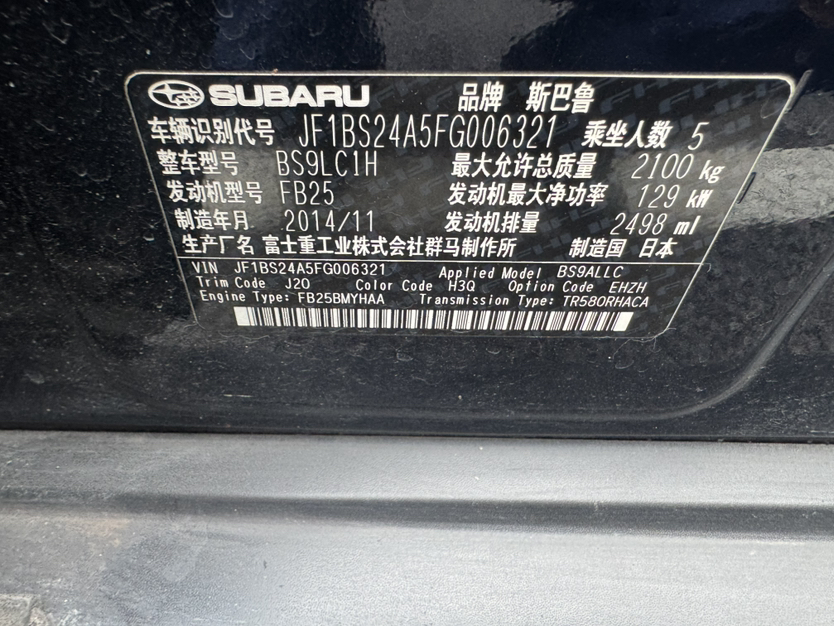 SUBARU 品牌 斯巴鲁
车辆识别代号 JF1BS24A5FG006321 乘坐人数 5
整车型号 BS9LC1H 最大允许总质量 2100 kg
发动机型号 FB25 发动机最大净功率 129 kW
制造年月 2014/11 发动机排量 2498 ml
生产厂名 富士重工业株式会社群马制作所 制造国 日本
VIN JF1BS24A5FG006321 Applied Model BS9ALLC
Trim Code J20 Color Code H3Q Option Code EHZH
Engine Type: FB25BMYHAA Transmission Type: TR580RHACA